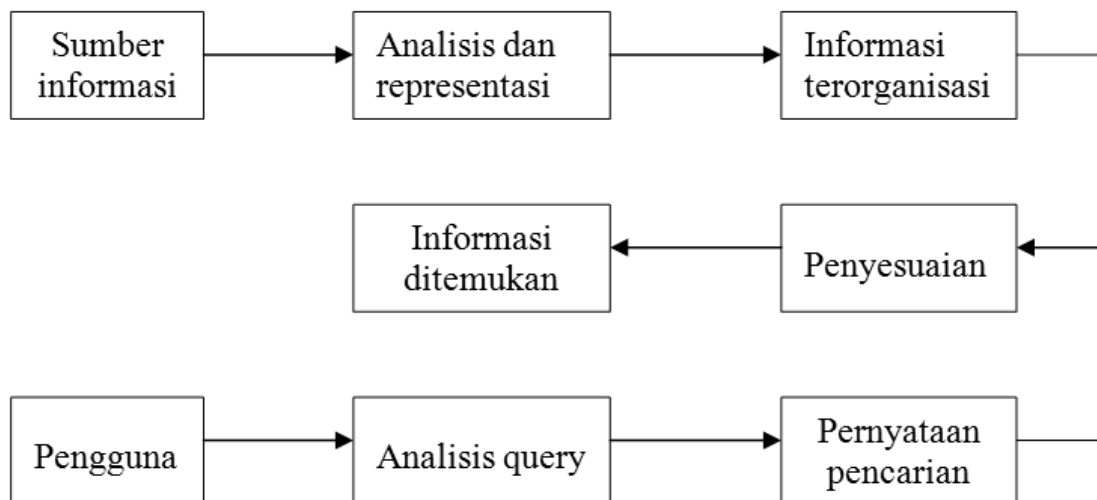 Sumber
informasi
Analisis dan
representasi
Informasi
terorganisasi
Informasi
ditemukan
Penyesuaian
Pengguna
Analisis query
Pernyataan
pencarian